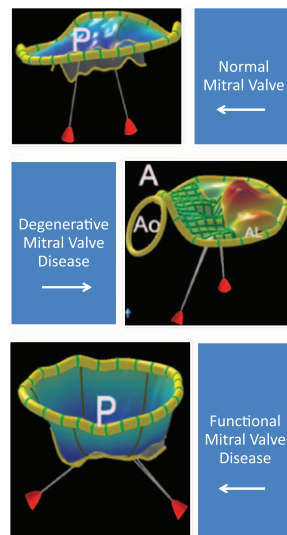 P
Normal
Mitral Valve
A
Ao
AL
Degenerative
Mitral Valve
Disease
P
Functional
Mitral Valve
Disease